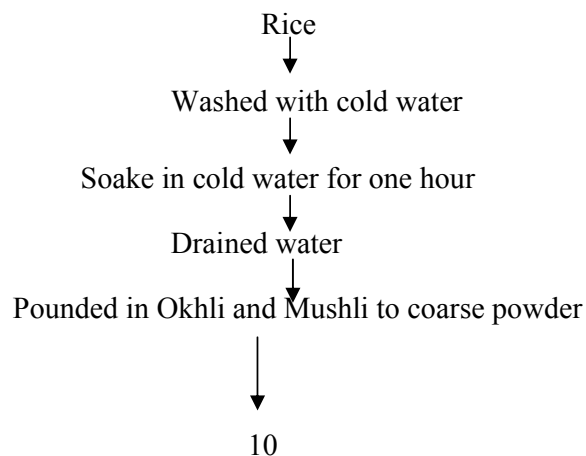 Rice
Washed with cold water
Soake in cold water for one hour
Drained water
Pounded in Okhli and Mushli to coarse powder
10